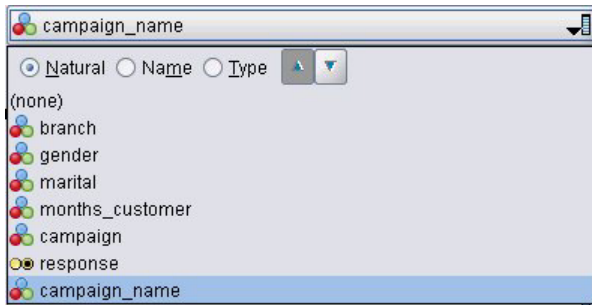 campaign_name
Natural Name Type
(none)
branch
gender
marital
months_customer
campaign
response
campaign_name